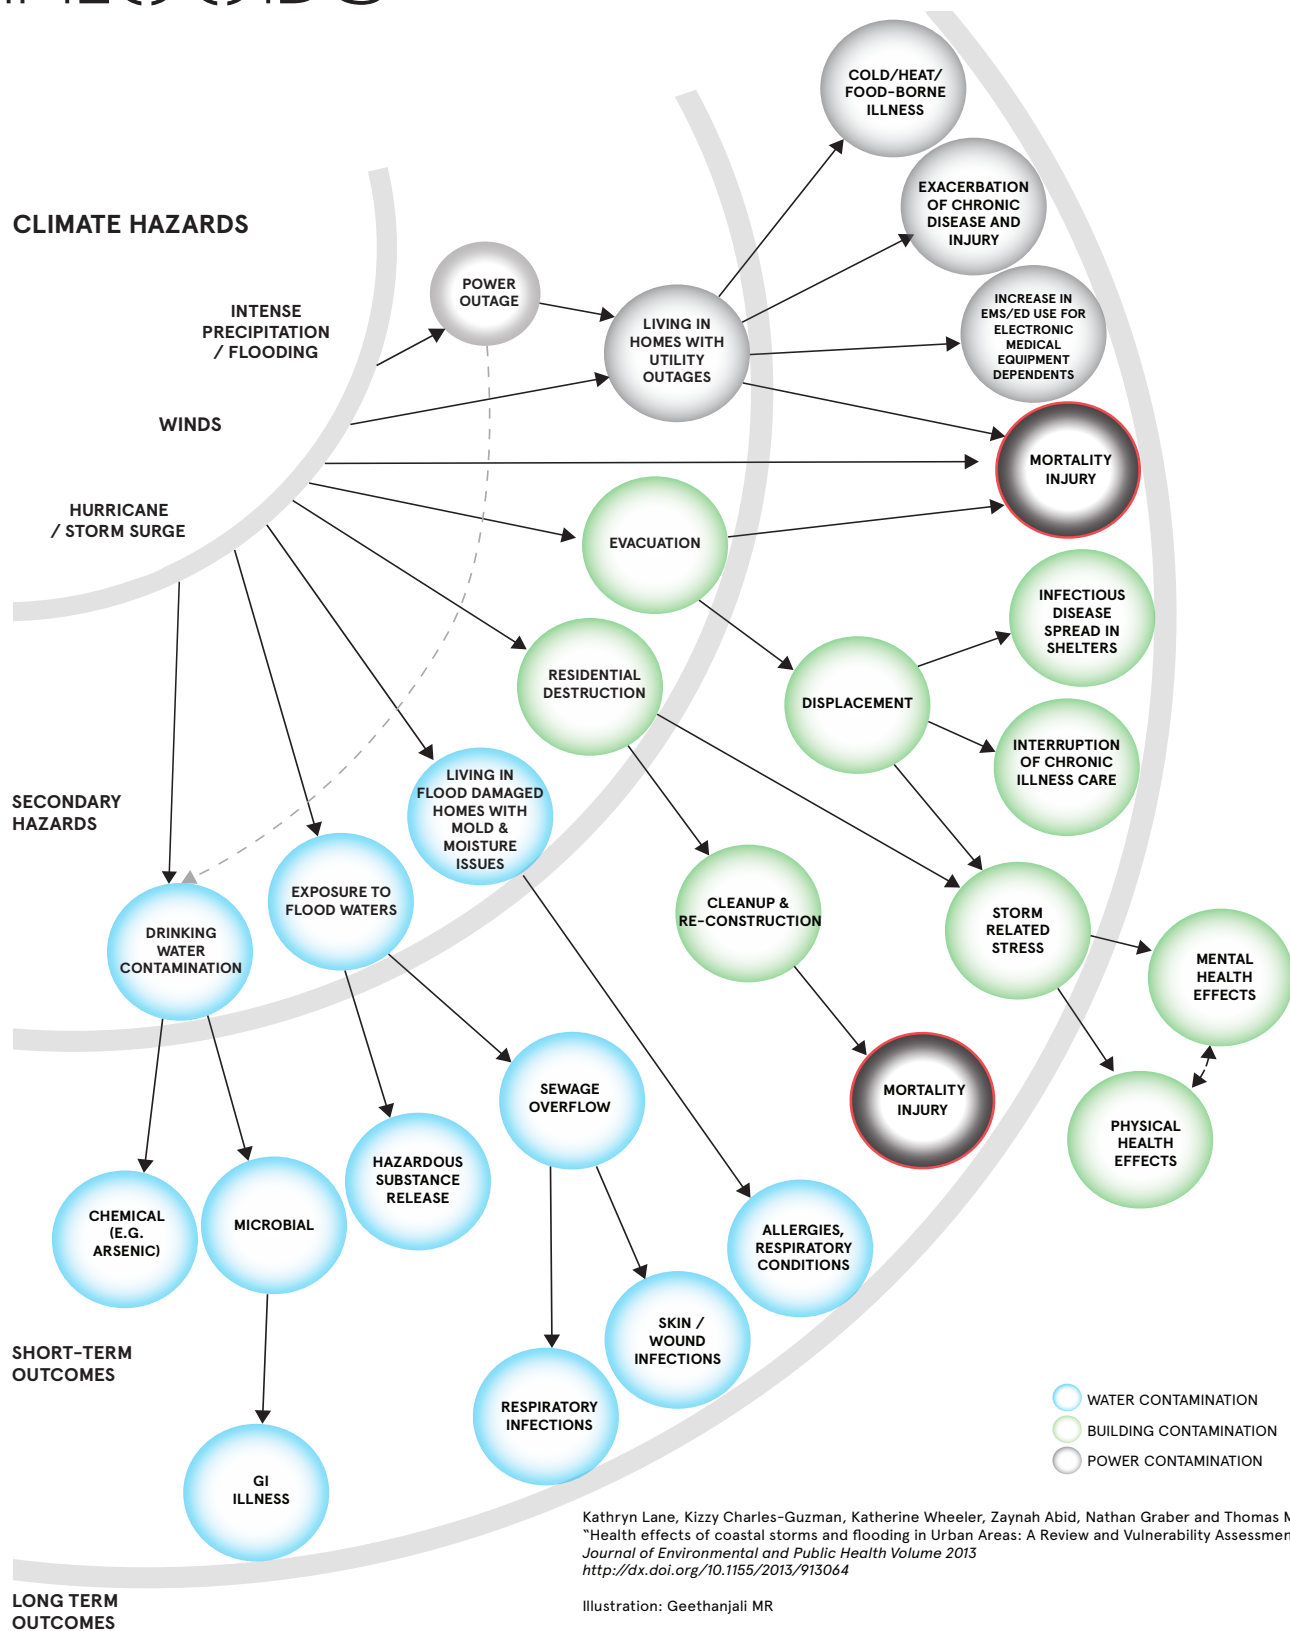 CLIMATE HAZARDS
INTENSE
PRECIPITATION
/ FLOODING
WINDS
HURRICANE
/ STORM SURGE
POWER
OUTAGE
LIVING IN
HOMES WITH
UTILITY
OUTAGES
COLD/HEAT/
FOOD-BORNE
ILLNESS
EXACERBATION
OF CHRONIC
DISEASE AND
INJURY
INCREASE IN
EMS/ED USE FOR
ELECTRONIC
MEDICAL
EQUIPMENT
DEPENDENTS
MORTALITY
INJURY
EVACUATION
RESIDENTIAL
DESTRUCTION
DISPLACEMENT
INFECTIOUS
DISEASE
SPREAD IN
SHELTERS
INTERRUPTION
OF CHRONIC
ILLNESS CARE
SECONDARY
HAZARDS
LIVING IN
FLOOD DAMAGED
HOMES WITH
MOLD &
MOISTURE
ISSUES
EXPOSURE TO
FLOOD WATERS
DRINKING
WATER
CONTAMINATION
CLEANUP &
RE-CONSTRUCTION
STORM
RELATED
STRESS
MENTAL
HEALTH
EFFECTS
PHYSICAL
HEALTH
EFFECTS
MORTALITY
INJURY
SEWAGE
OVERFLOW
HAZARDOUS
SUBSTANCE
RELEASE
CHEMICAL
(E.G.
ARSENIC)
MICROBIAL
ALLERGIES,
RESPIRATORY
CONDITIONS
SKIN /
WOUND
INFECTIONS
RESPIRATORY
INFECTIONS
SHORT-TERM
OUTCOMES
GI
ILLNESS
WATER CONTAMINATION
BUILDING CONTAMINATION
POWER CONTAMINATION
LONG TERM
OUTCOMES
Kathryn Lane, Kizzy Charles-Guzman, Katherine Wheeler, Zaynah Abid, Nathan Graber and Thomas M
"Health effects of coastal storms and flooding in Urban Areas: A Review and Vulnerability Assessmen
Journal of Environmental and Public Health Volume 2013
http://dx.doi.org/10.1155/2013/913064
Illustration: Geethanjali MR